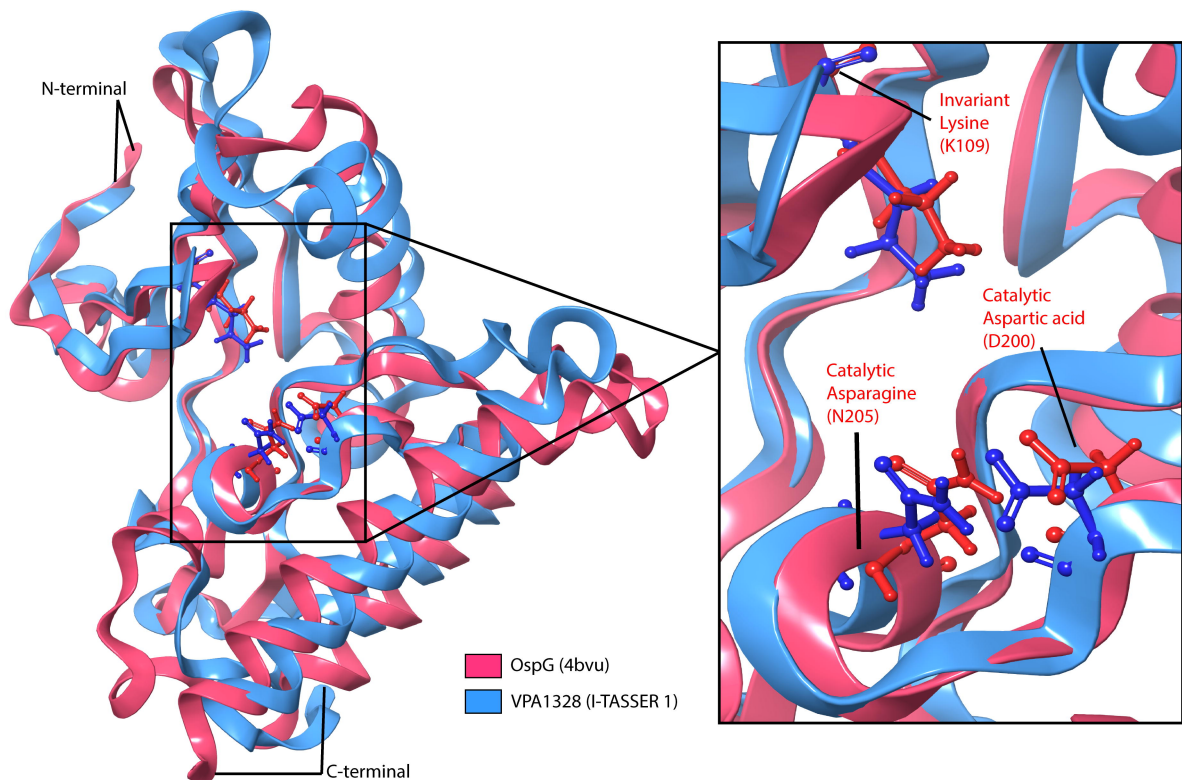 N-terminal
Invariant
Lysine
(K109)
Catalytic
Aspartic acid
(D200)
Catalytic
Asparagine
(N205)
OspG (4bvu)
VPA1328 (I-TASSER 1)
C-terminal